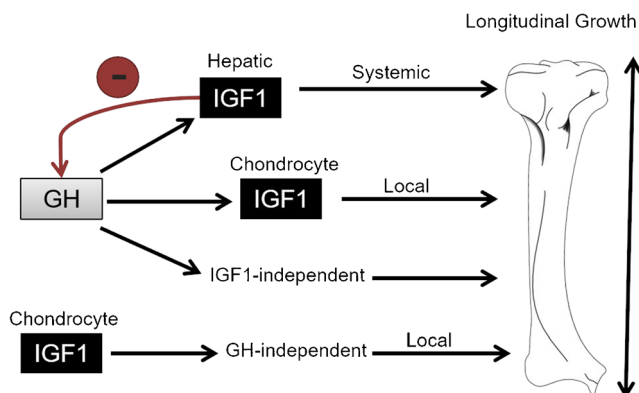 Longitudinal Growth
-
Hepatic
IGF1
Systemic
Chondrocyte
GH
IGF1
Local
IGF1-independent
Chondrocyte
IGF1
GH-independent
Local